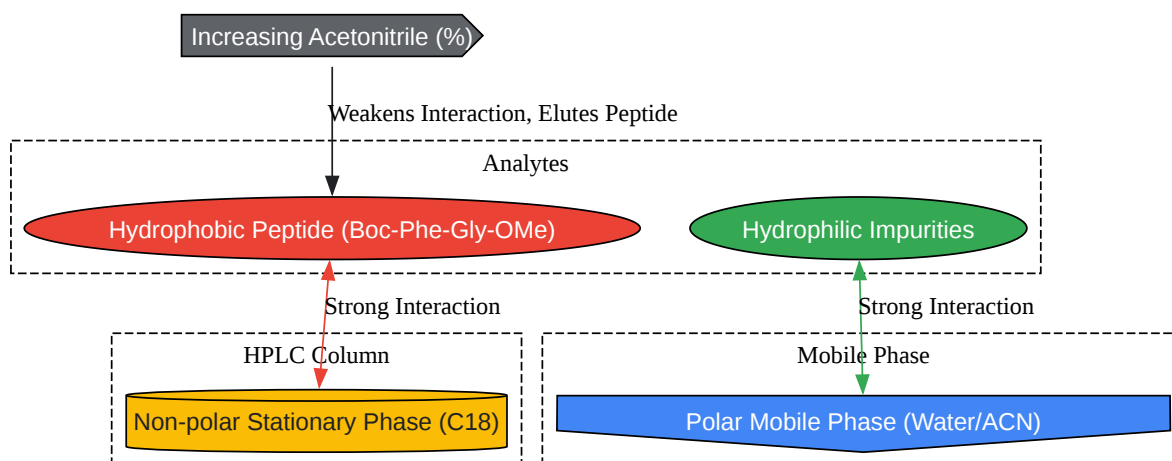 Increasing Acetonitrile (%)
Weakens Interaction, Elutes Peptide
Analytes
Hydrophobic Peptide (Boc-Phe-Gly-OMe)
Hydrophilic Impurities
Strong Interaction
Strong Interaction
HPLC Column
Mobile Phase
Non-polar Stationary Phase (C18)
Polar Mobile Phase (Water/ACN)